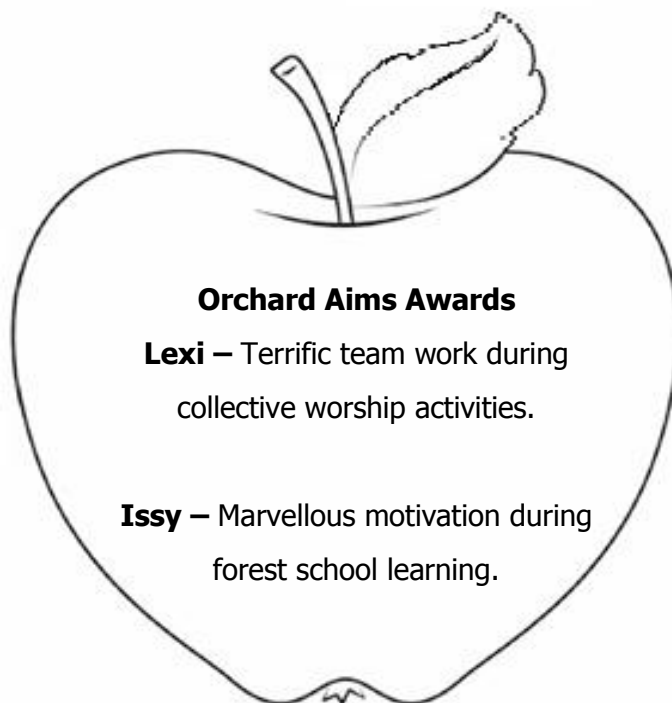 Orchard Aims Awards
Lexi – Terrific team work during
collective worship activities.
Issy – Marvellous motivation during
forest school learning.